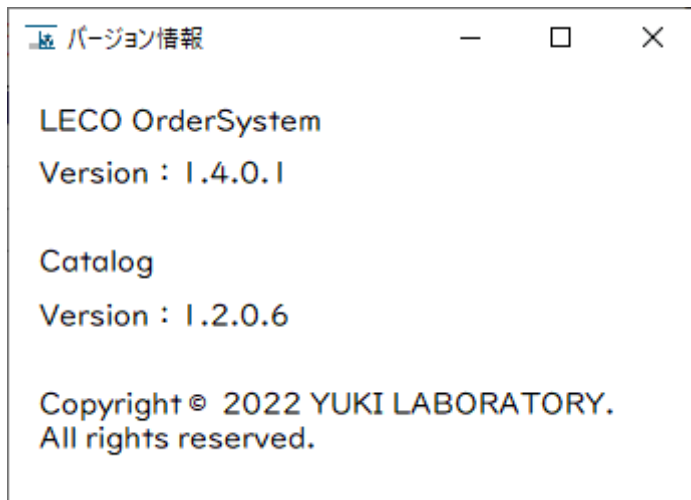 バージョン情報
LECO OrderSystem
Version：1.4.0.1
Catalog
Version：1.2.0.6
Copyright© 2022 YUKI LABORATORY.
All rights reserved.